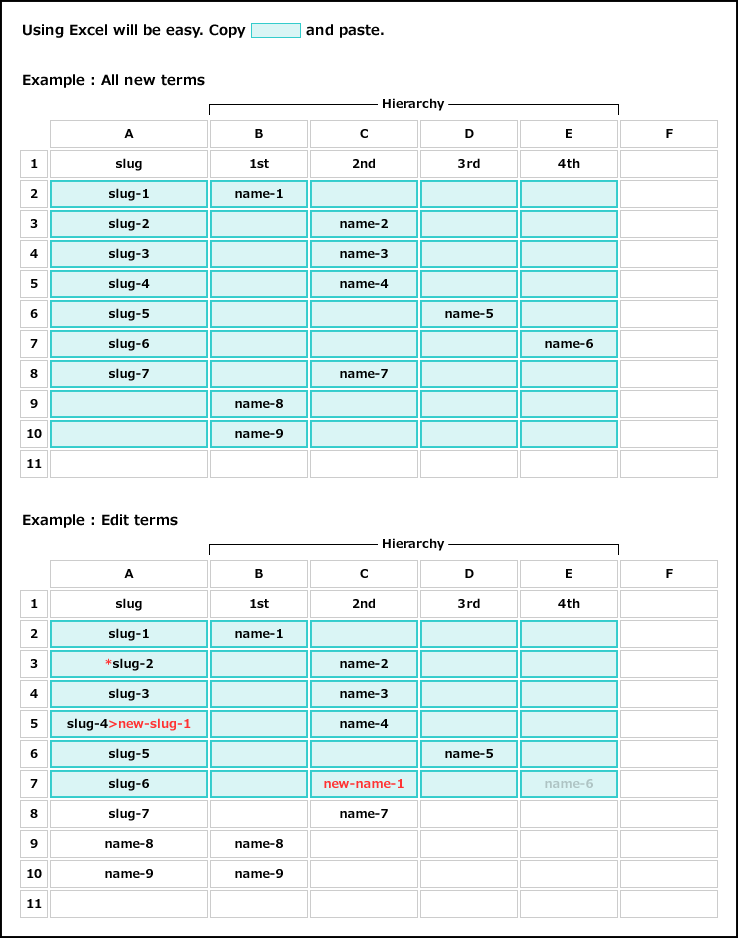 Using Excel will be easy. Copy and paste.
Example : All new terms
Hierarchy
A B C D E F
1 slug 1st 2nd 3rd 4th
2 slug-1 name-1
3 slug-2 name-2
4 slug-3 name-3
5 slug-4 name-4
6 slug-5 name-5
7 slug-6 name-6
8 slug-7 name-7
9 name-8
10 name-9
11
Example : Edit terms
Hierarchy
A B C D E F
1 slug 1st 2nd 3rd 4th
2 slug-1 name-1
3 *slug-2 name-2
4 slug-3 name-3
5 slug-4>new-slug-1 name-4
6 slug-5 name-5
7 slug-6 new-name-1 name-6
8 slug-7 name-7
9 name-8 name-8
10 name-9 name-9
11